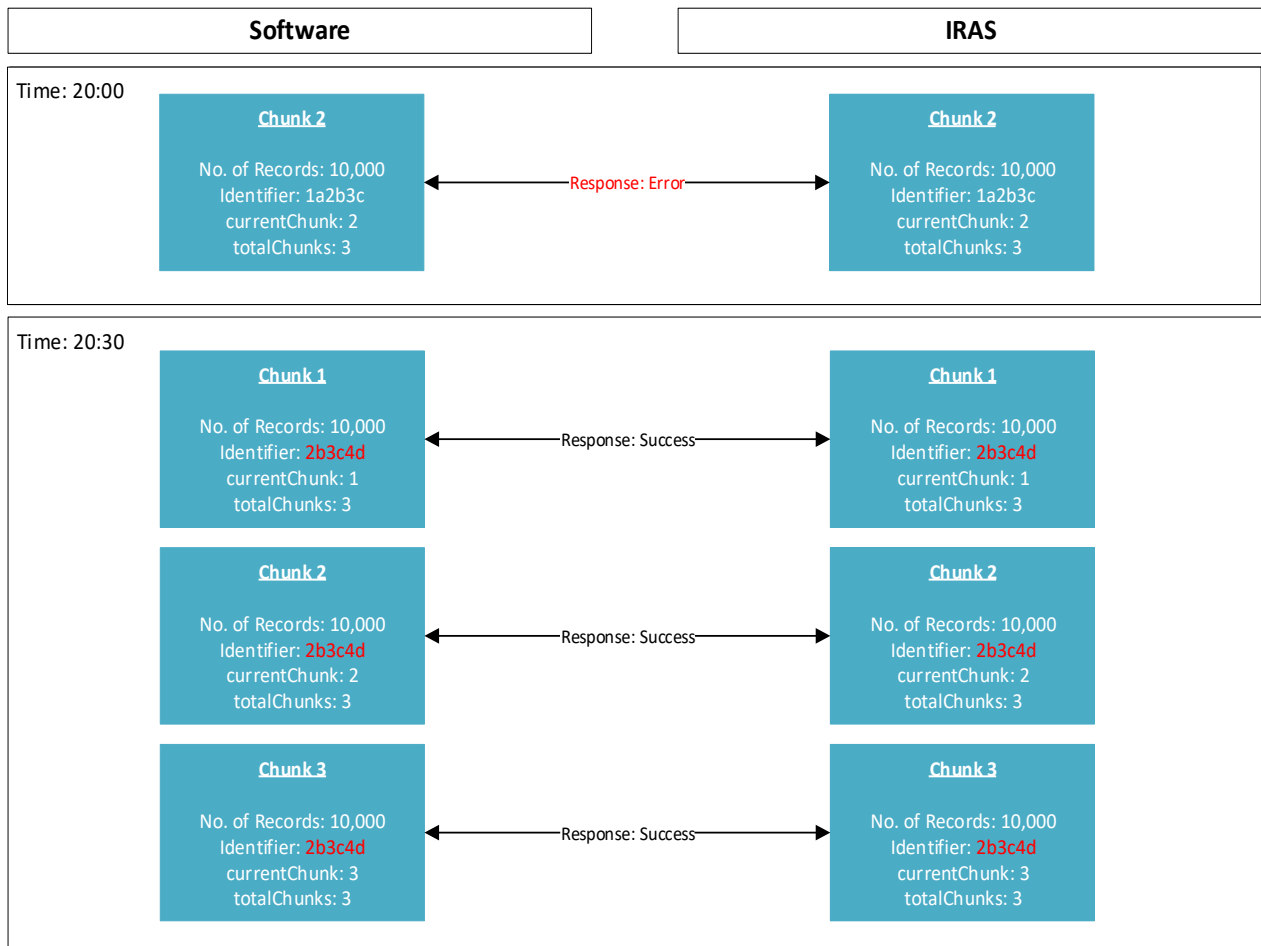 Software
IRAS
Time: 20:00
Chunk 2
No. of Records: 10,000
Identifier: 1a2b3c
currentChunk: 2
totalChunks: 3
Response: Error
Chunk 2
No. of Records: 10,000
Identifier: 1a2b3c
currentChunk: 2
totalChunks: 3
Time: 20:30
Chunk 1
No. of Records: 10,000
Identifier: 2b3c4d
currentChunk: 1
totalChunks: 3
Response: Success
Chunk 1
No. of Records: 10,000
Identifier: 2b3c4d
currentChunk: 1
totalChunks: 3
Chunk 2
No. of Records: 10,000
Identifier: 2b3c4d
currentChunk: 2
totalChunks: 3
Response: Success
Chunk 2
No. of Records: 10,000
Identifier: 2b3c4d
currentChunk: 2
totalChunks: 3
Chunk 3
No. of Records: 10,000
Identifier: 2b3c4d
currentChunk: 3
totalChunks: 3
Response: Success
Chunk 3
No. of Records: 10,000
Identifier: 2b3c4d
currentChunk: 3
totalChunks: 3